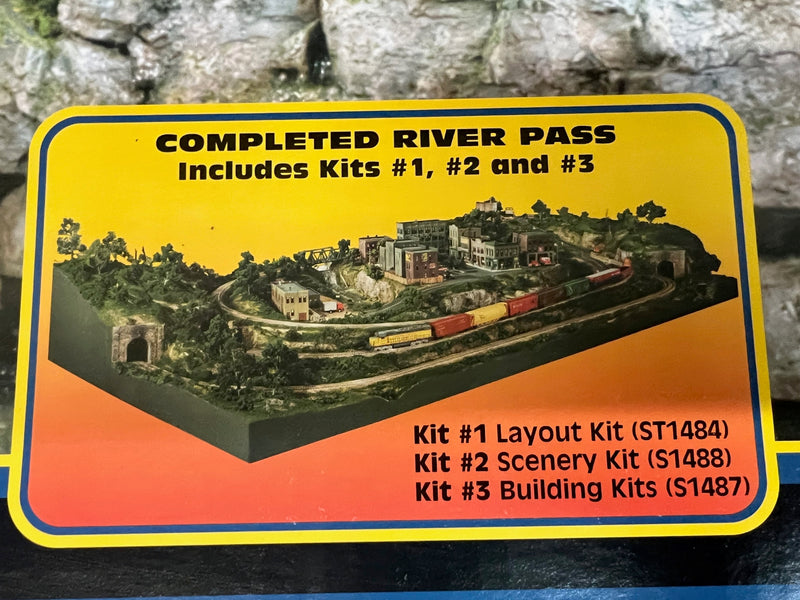 COMPLETED RIVER PASS
Includes Kits #1, #2 and #3
Kit #1 Layout Kit (ST1484)
Kit #2 Scenery Kit (S1488)
Kit #3 Building Kits (S1487)